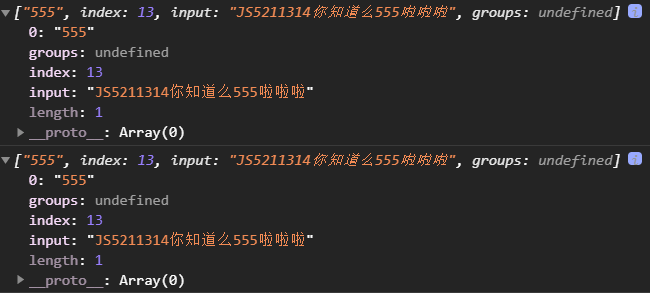 ["555", index: 13, input: "JS5211314你知道么555啦啦啦", groups: undefined]
0: "555"
groups: undefined
index: 13
input: "JS5211314你知道么555啦啦啦"
length: 1
__proto__: Array(0)
["555", index: 13, input: "JS5211314你知道么555啦啦啦", groups: undefined]
0: "555"
groups: undefined
index: 13
input: "JS5211314你知道么555啦啦啦"
length: 1
__proto__: Array(0)